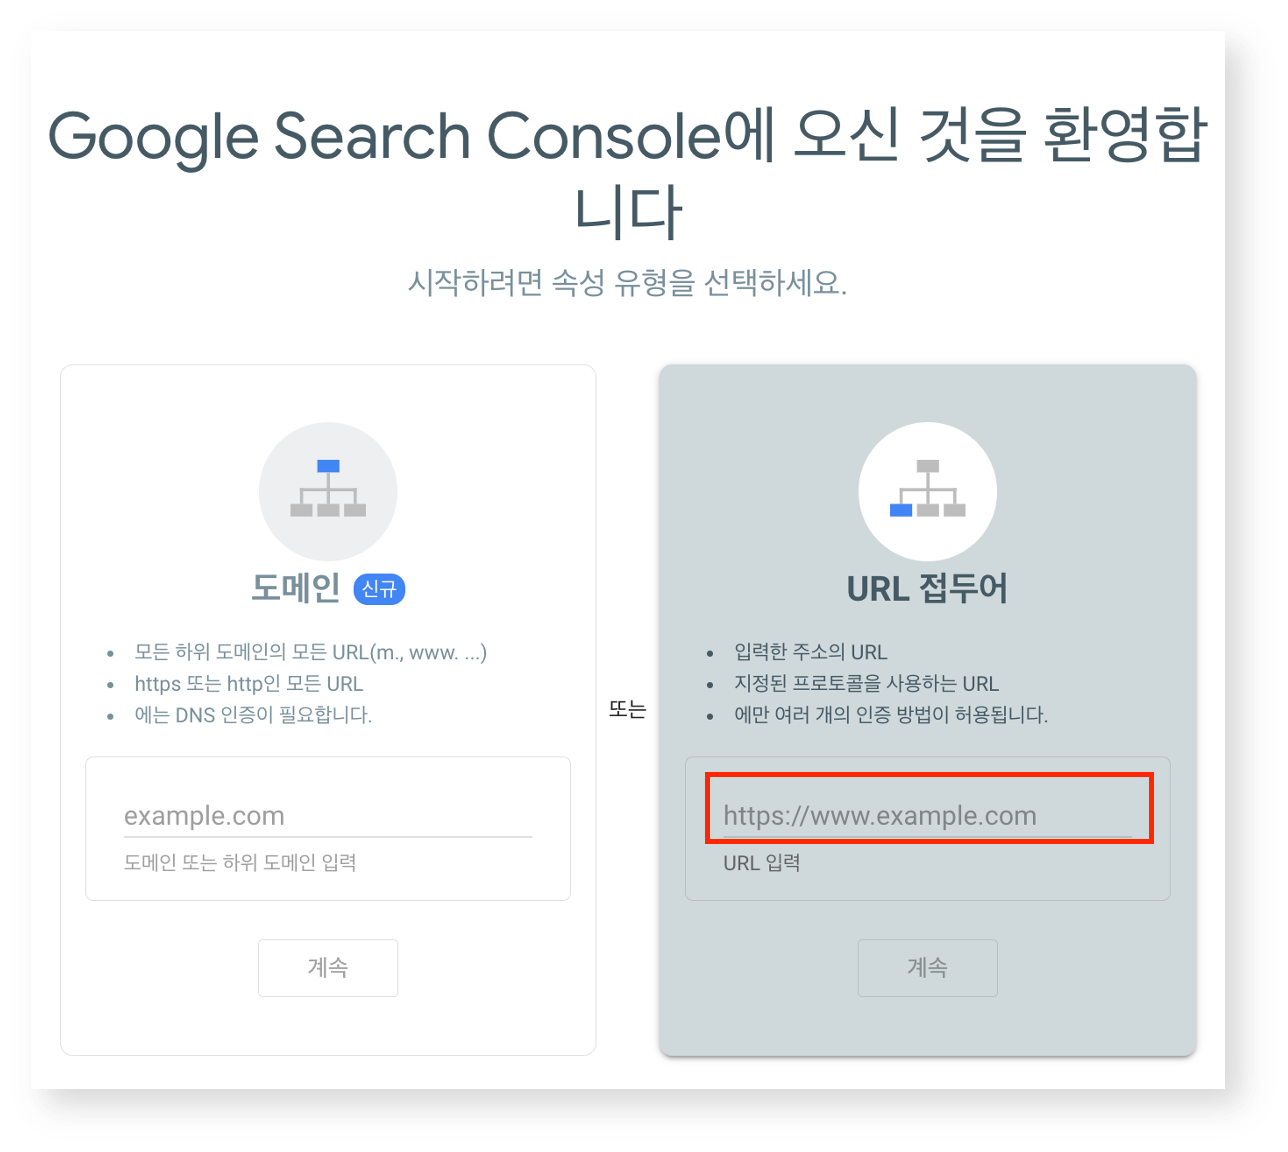 Google Search Console에 오신 것을 환영합
니다
시작하려면 속성 유형을 선택하세요.
도메인 신규
• 모든 하위 도메인의 모든 URL(m., www. ...)
• https 또는 http인 모든 URL
• 에는 DNS 인증이 필요합니다.
example.com
도메인 또는 하위 도메인 입력
계속
또는
URL 접두어
• 입력한 주소의 URL
• 지정된 프로토콜을 사용하는 URL
• 에만 여러 개의 인증 방법이 허용됩니다.
https://www.example.com
URL 입력
계속